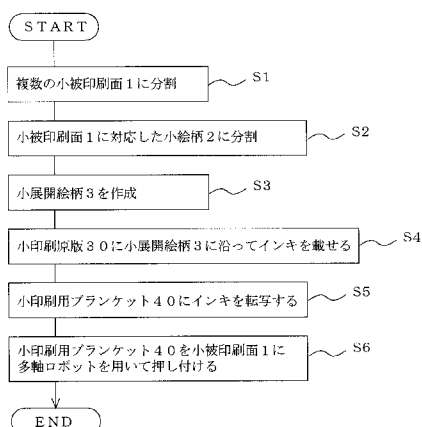 START
複数の小被印刷面1に分割
S1
小被印刷面1に対応した小絵柄2に分割
S2
小展開絵柄3を作成
S3
小印刷原版30に小展開絵柄3に沿ってインキを載せる
S4
小印刷用ブランケット40にインキを転写する
S5
小印刷用ブランケット40を小被印刷面1に
多軸ロボットを用いて押し付ける
S6
END